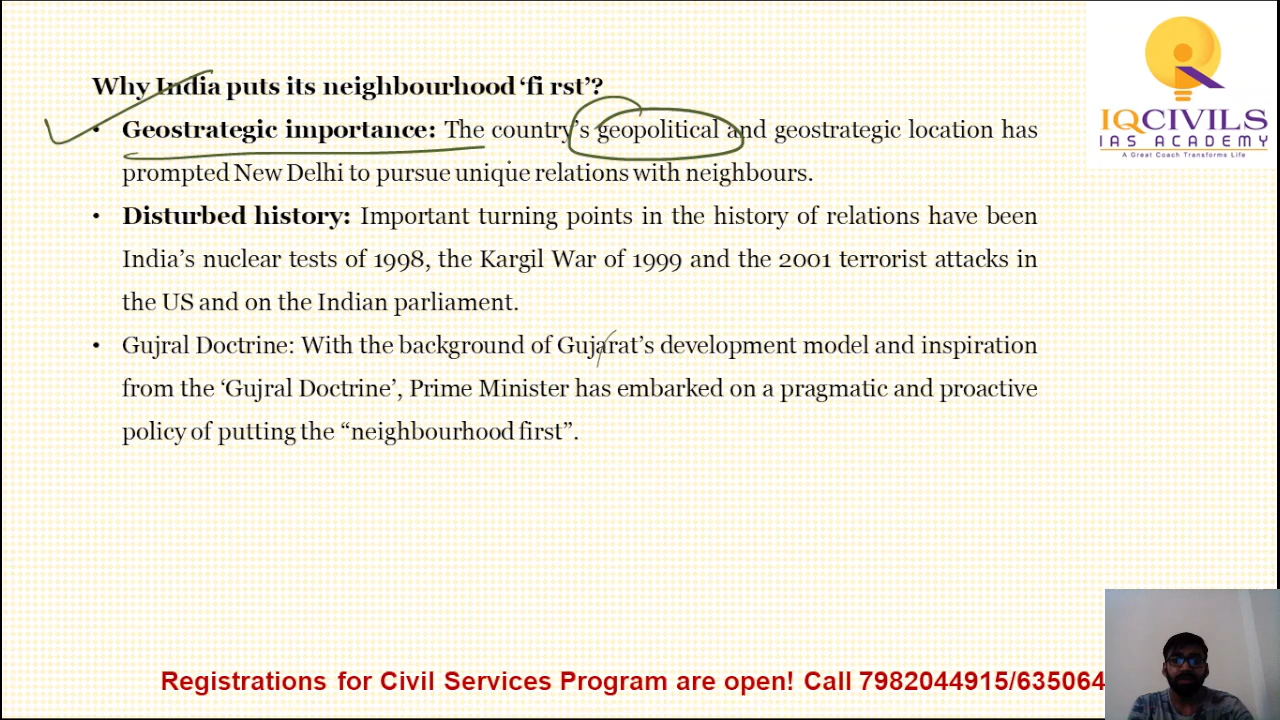 Why India puts its neighbourhood ‘fi rst’?
• Geostrategic importance: The country’s geopolitical and geostrategic location has
prompted New Delhi to pursue unique relations with neighbours.
• Disturbed history: Important turning points in the history of relations have been
India’s nuclear tests of 1998, the Kargil War of 1999 and the 2001 terrorist attacks in
the US and on the Indian parliament.
• Gujral Doctrine: With the background of Gujarat’s development model and inspiration
from the ‘Gujral Doctrine’, Prime Minister has embarked on a pragmatic and proactive
policy of putting the “neighbourhood first”.
IQCIVILS
IAS ACADEMY
A Great Coach Transforms Life
Registrations for Civil Services Program are open! Call 7982044915/635064